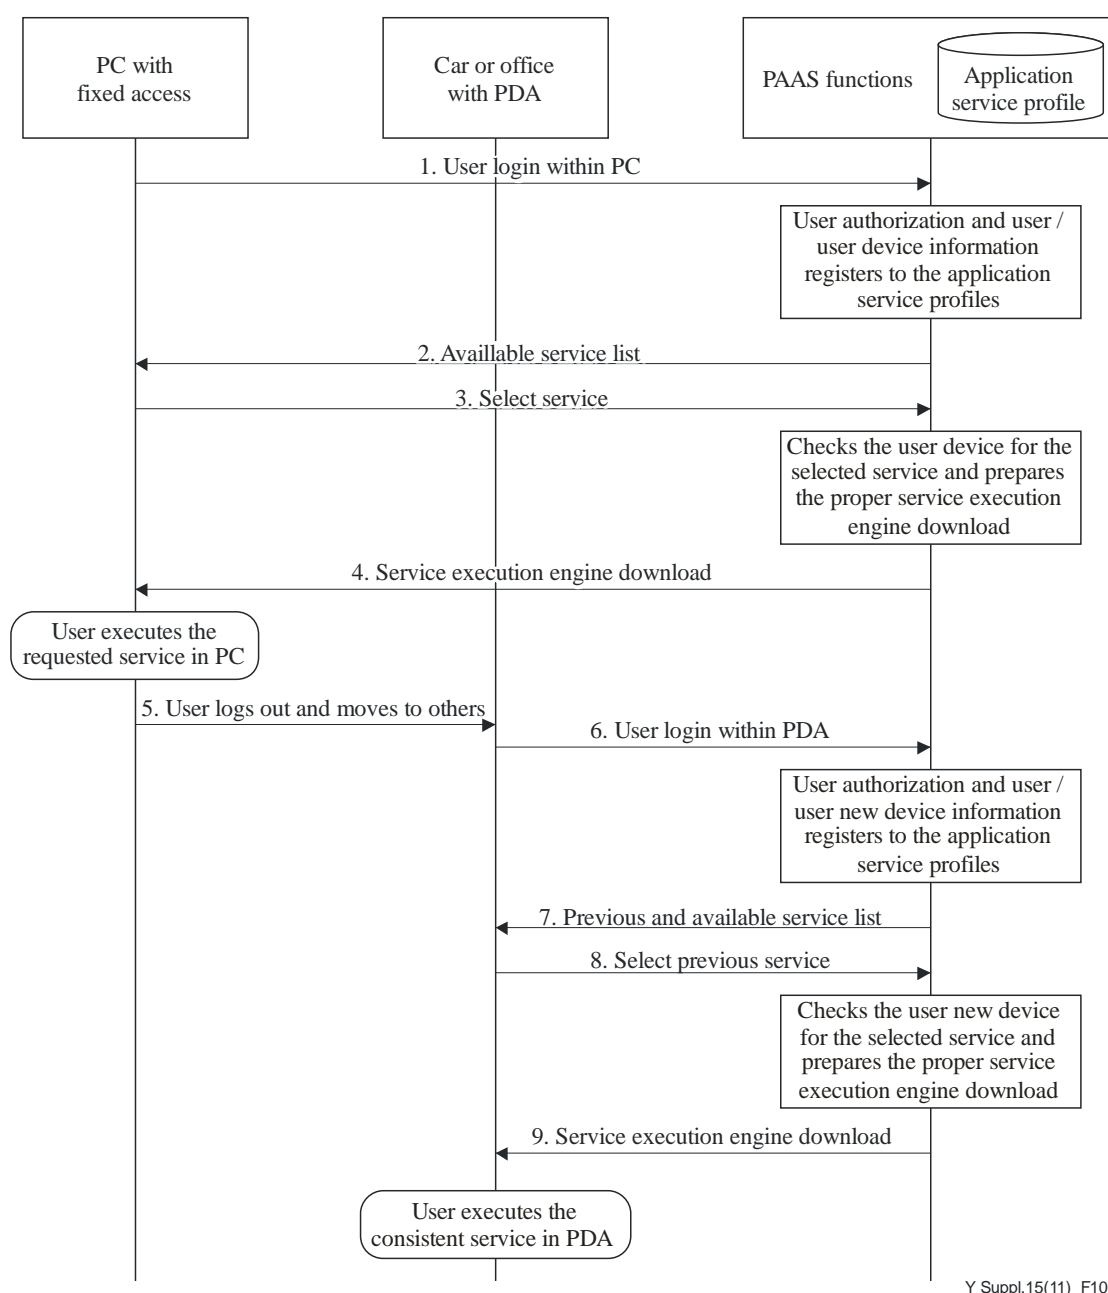 PC with
fixed access
Car or office
with PDA
PAAS functions
Application
service profile
1. User login within PC
User authorization and user /
user device information
registers to the application
service profiles
2. Availlable service list
3. Select service
Checks the user device for the
selected service and prepares
the proper service execution
engine download
4. Service execution engine download
User executes the
requested service in PC
5. User logs out and moves to others
6. User login within PDA
User authorization and user /
user new device information
registers to the application
service profiles
7. Previous and available service list
8. Select previous service
Checks the user new device
for the selected service and
prepares the proper service
execution engine download
9. Service execution engine download
User executes the
consistent service in PDA
Y Suppl.15(11)_F10